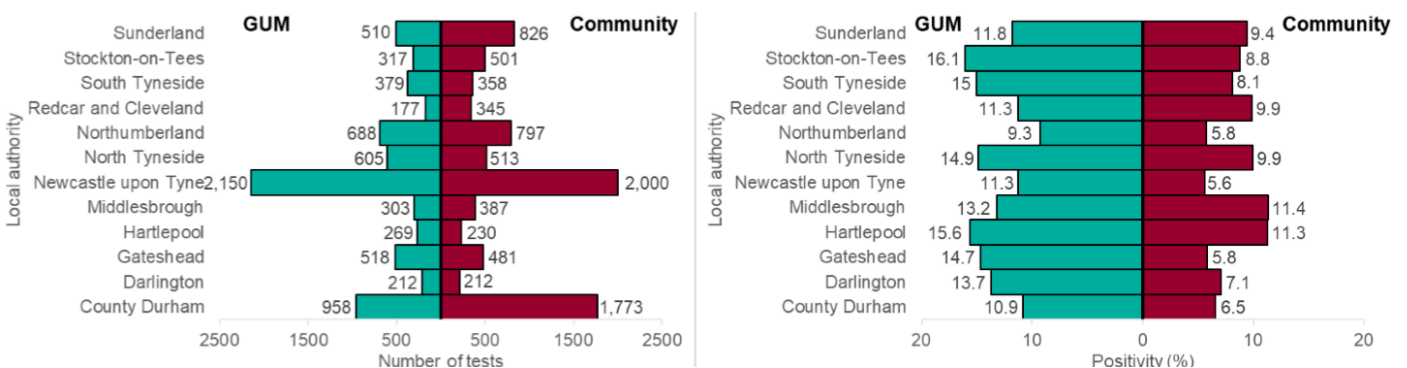 GUM Community
Local authority
Sunderland 510 826
Stockton-on-Tees 317 501
South Tyneside 379 358
Redcar and Cleveland 177 345
Northumberland 688 797
North Tyneside 605 513
Newcastle upon Tyne 2,150 2,000
Middlesbrough 303 387
Hartlepool 269 230
Gateshead 518 481
Darlington 212 212
County Durham 958 1,773
2500 1500 500 500 1500 2500
Number of tests
GUM Community
Local authority
Sunderland 11.8 9.4
Stockton-on-Tees 16.1 8.8
South Tyneside 15 8.1
Redcar and Cleveland 11.3 9.9
Northumberland 9.3 5.8
North Tyneside 14.9 9.9
Newcastle upon Tyne 11.3 5.6
Middlesbrough 13.2 11.4
Hartlepool 15.6 11.3
Gateshead 14.7 5.8
Darlington 13.7 7.1
County Durham 10.9 6.5
20 10 0 10 20
Positivity (%)